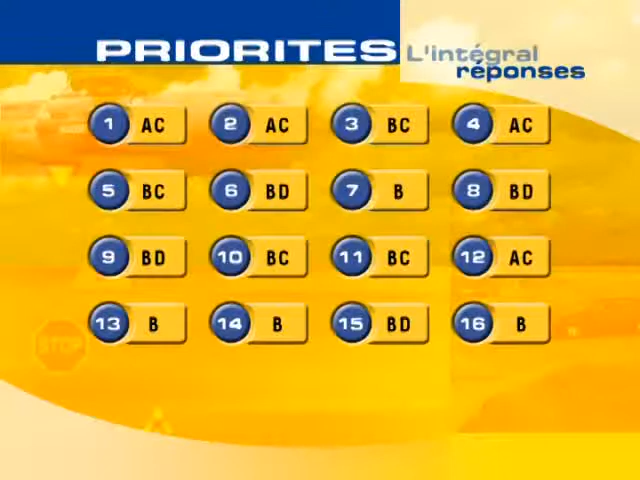 PRIORITES L'intégral
réponses
1 AC 2 AC 3 BC 4 AC
5 BC 6 BD 7 B 8 BD
9 BD 10 BC 11 BC 12 AC
13 B 14 B 15 BD 16 B
STOP